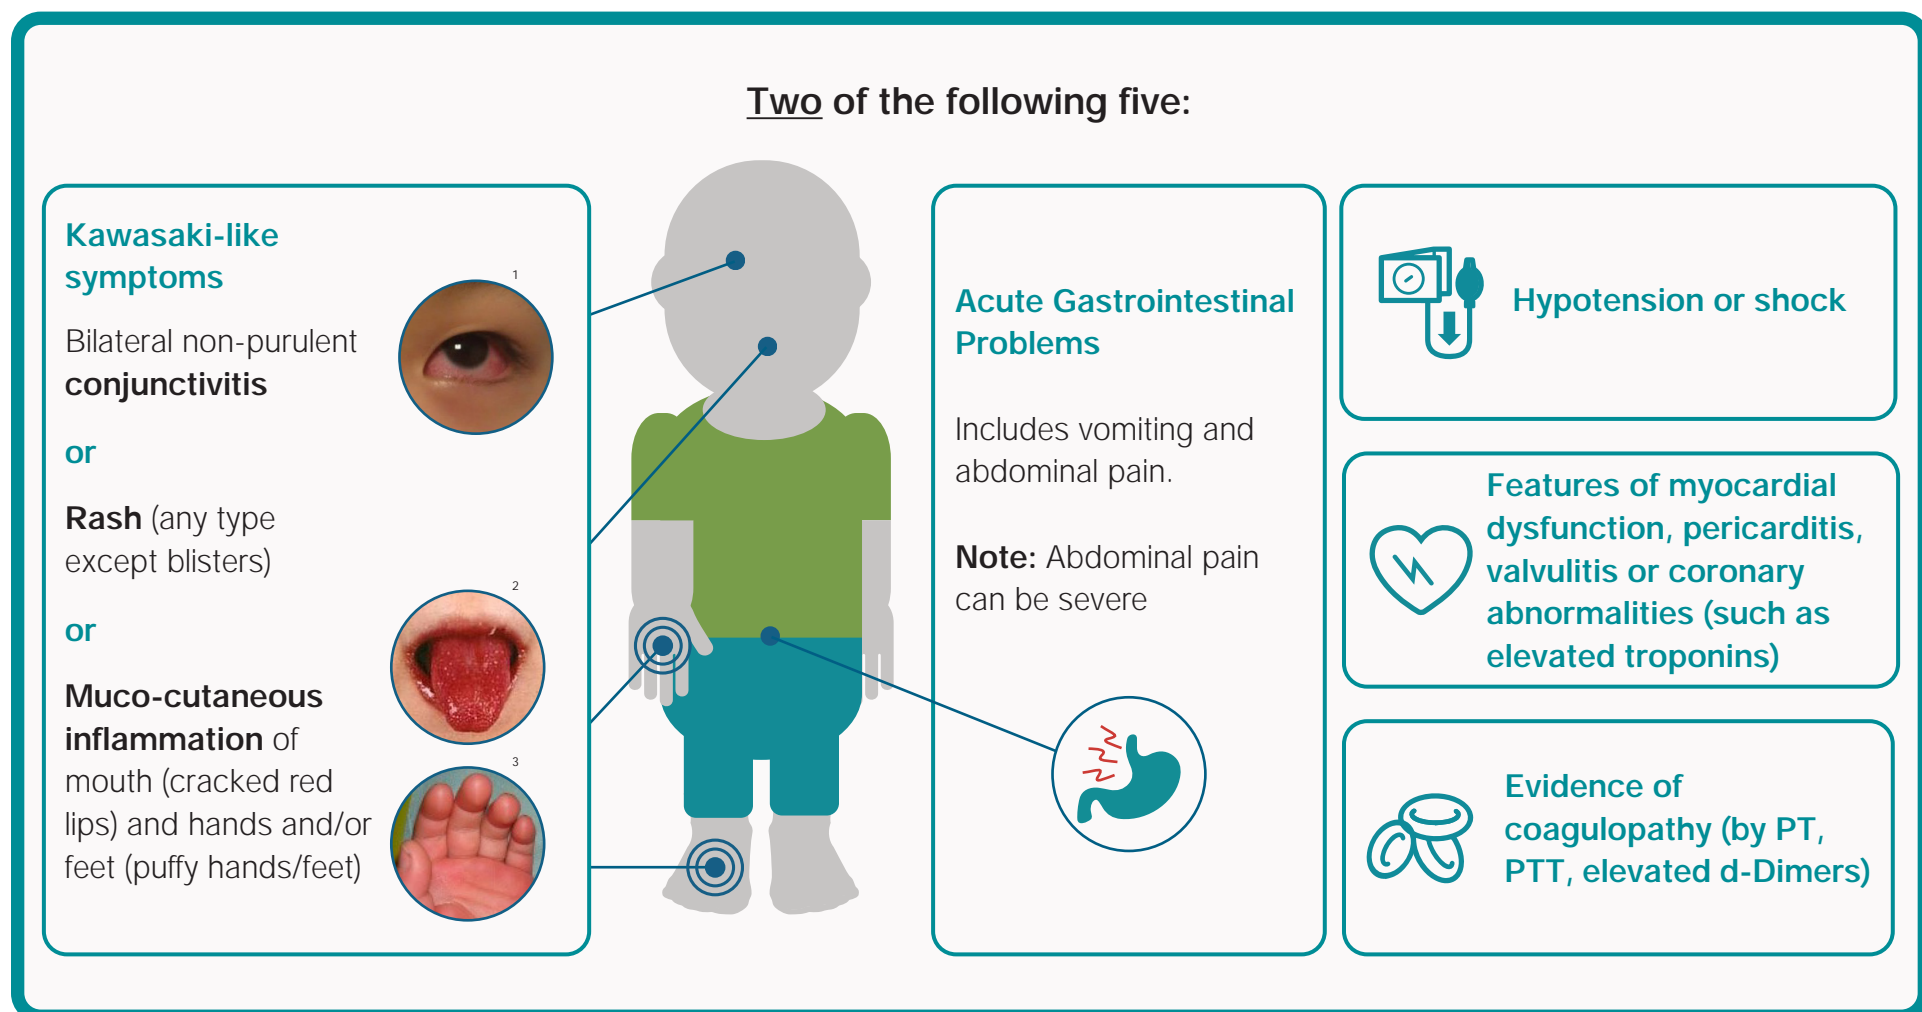 Two of the following five:
Kawasaki-like
symptoms
1
Bilateral non-purulent
conjunctivitis
or
Rash (any type
except blisters)
2
or
Muco-cutaneous
inflammation of
mouth (cracked red
lips) and hands and/or
feet (puffy hands/feet)
3
Acute Gastrointestinal
Problems
Includes vomiting and
abdominal pain.
Note: Abdominal pain
can be severe
Hypotension or shock
Features of myocardial
dysfunction, pericarditis,
valvulitis or coronary
abnormalities (such as
elevated troponins)
Evidence of
coagulopathy (by PT,
PTT, elevated d-Dimers)